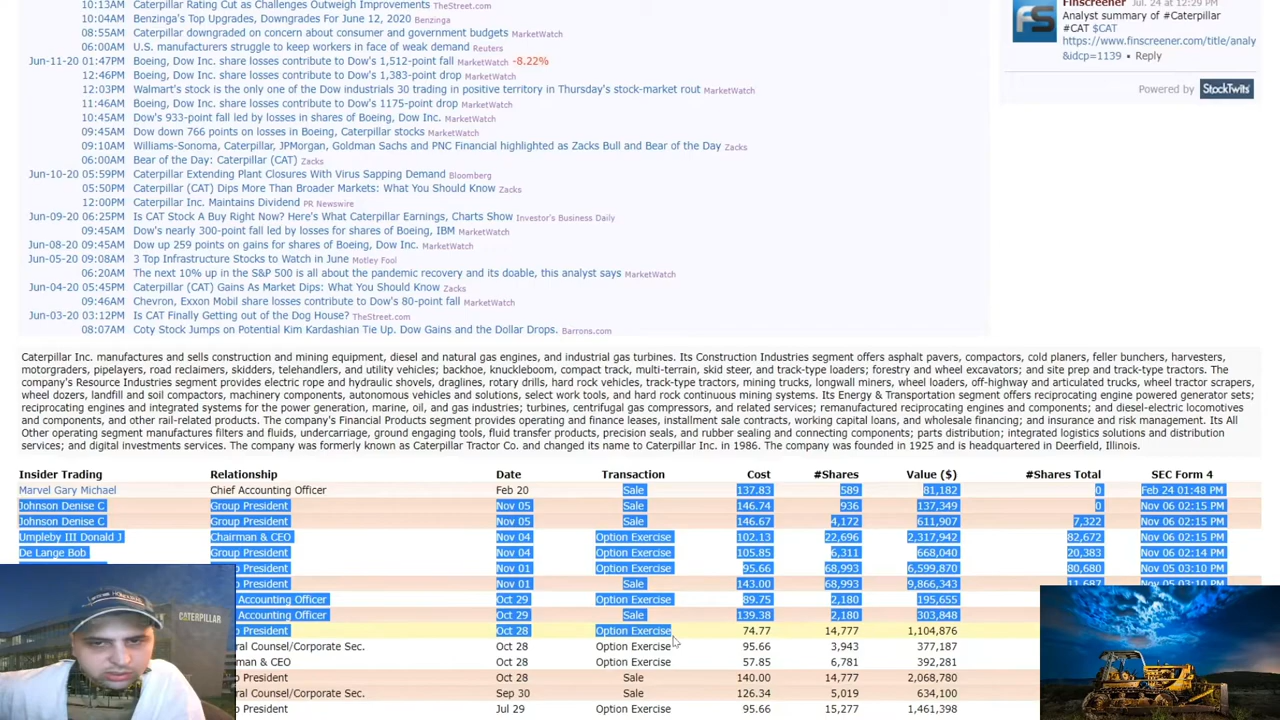 10:13AM Caterpillar Rating Cut as Challenges Outweigh Improvements TheStreet.com
10:04AM Benzinga's Top Upgrades, Downgrades For June 12, 2020 Benzinga
08:55AM Caterpillar downgraded on concern about consumer and government budgets MarketWatch
06:00AM U.S. manufacturers struggle to keep workers in face of weak demand Reuters
Jun-11-20 01:47PM Boeing, Dow Inc. share losses contribute to Dow's 1,512-point fall MarketWatch -8.22%
12:46PM Boeing, Dow Inc. share losses contribute to Dow's 1,383-point drop MarketWatch
12:03PM Walmart's stock is the only one of the Dow industrials 30 trading in positive territory in Thursday's stock-market rout MarketWatch
11:46AM Boeing, Dow Inc. share losses contribute to Dow's 1175-point drop MarketWatch
10:45AM Dow's 933-point fall led by losses in shares of Boeing, Dow Inc. MarketWatch
09:45AM Dow down 766 points on losses in Boeing, Caterpillar stocks MarketWatch
09:10AM Williams-Sonoma, Caterpillar, JPMorgan, Goldman Sachs and PNC Financial highlighted as Zacks Bull and Bear of the Day Zacks
06:00AM Bear of the Day: Caterpillar (CAT) Zacks
Jun-10-20 05:59PM Caterpillar Extending Plant Closures With Virus Sapping Demand Bloomberg
05:50PM Caterpillar (CAT) Dips More Than Broader Markets: What You Should Know Zacks
12:00PM Caterpillar Inc. Maintains Dividend PR Newswire
Jun-09-20 06:25PM Is CAT Stock A Buy Right Now? Here's What Caterpillar Earnings, Charts Show Investor's Business Daily
09:45AM Dow's nearly 300-point fall led by losses for shares of Boeing, IBM MarketWatch
Jun-08-20 09:45AM Dow up 259 points on gains for shares of Boeing, Dow Inc. MarketWatch
Jun-05-20 09:08AM 3 Top Infrastructure Stocks to Watch in June Motley Fool
06:20AM The next 10% up in the S&P 500 is all about the pandemic recovery and its doable, this analyst says MarketWatch
Jun-04-20 05:45PM Caterpillar (CAT) Gains As Market Dips: What You Should Know Zacks
09:46AM Chevron, Exxon Mobil share losses contribute to Dow's 80-point fall MarketWatch
Jun-03-20 03:12PM Is CAT Finally Getting out of the Dog House? TheStreet.com
08:07AM Coty Stock Jumps on Potential Kim Kardashian Tie Up. Dow Gains and the Dollar Drops. Barrons.com
Finscreener Jul. 24 at 12:29 PM
Analyst summary of #Caterpillar
#CAT $CAT
https://www.finscreener.com/title/analy
&idcp=1139 • Reply
FS
Powered by StockTwits
Caterpillar Inc. manufactures and sells construction and mining equipment, diesel and natural gas engines, and industrial gas turbines. Its Construction Industries segment offers asphalt pavers, compactors, cold planers, feller bunchers, harvesters,
motorgraders, pipelayers, road reclaimers, skidders, telehandlers, and utility vehicles; backhoe, knuckleboom, compact track, multi-terrain, skid steer, and track-type loaders; forestry and wheel excavators; and site prep and track-type tractors. The
company's Resource Industries segment provides electric rope and hydraulic shovels, draglines, rotary drills, hard rock vehicles, track-type tractors, mining trucks, longwall miners, wheel loaders, off-highway and articulated trucks, wheel tractor scrapers,
wheel dozers, landfill and soil compactors, machinery components, autonomous vehicles and solutions, select work tools, and hard rock continuous mining systems. Its Energy & Transportation segment offers reciprocating engine powered generator sets;
reciprocating engines and integrated systems for the power generation, marine, oil, and gas industries; turbines, centrifugal gas compressors, and related services; remanufactured reciprocating engines and components; and diesel-electric locomotives
and components, and other rail-related products. The company's Financial Products segment provides operating and finance leases, installment sale contracts, working capital loans, and wholesale financing; and insurance and risk management. Its All
Other operating segment manufactures filters and fluids, undercarriage, ground engaging tools, fluid transfer products, precision seals, and rubber sealing and connecting components; parts distribution; integrated logistics solutions and distribution
services; and digital investments services. The company was formerly known as Caterpillar Tractor Co. and changed its name to Caterpillar Inc. in 1986. The company was founded in 1925 and is headquartered in Deerfield, Illinois.
Insider Trading Relationship Date Transaction Cost #Shares Value ($) #Shares Total SEC Form 4
Marvel Gary Michael Chief Accounting Officer Feb 20 Sale 137.83 589 81,182 0 Feb 24 01:48 PM
Johnson Denise C Group President Nov 05 Sale 146.74 936 137,349 0 Nov 06 02:15 PM
Johnson Denise C Group President Nov 05 Sale 146.67 4,172 611,907 7,322 Nov 06 02:15 PM
Umpleby III Donald J Chairman & CEO Nov 04 Option Exercise 102.13 22,696 2,317,942 82,672 Nov 06 02:15 PM
De Lange Bob Group President Nov 04 Option Exercise 105.85 6,311 668,040 20,383 Nov 06 02:14 PM
President Nov 01 Option Exercise 95.66 68,993 6,599,870 80,680 Nov 05 03:10 PM
President Nov 01 Sale 143.00 68,993 9,866,343 11,687 Nov 05 03:10 PM
Accounting Officer Oct 29 Option Exercise 89.75 2,180 195,655
Accounting Officer Oct 29 Sale 139.38 2,180 303,848
President Oct 28 Option Exercise 74.77 14,777 1,104,876
ral Counsel/Corporate Sec. Oct 28 Option Exercise 95.66 3,943 377,187
man & CEO Oct 28 Option Exercise 57.85 6,781 392,281
President Oct 28 Sale 140.00 14,777 2,068,780
ral Counsel/Corporate Sec. Sep 30 Sale 126.34 5,019 634,100
President Jul 29 Option Exercise 95.66 15,277 1,461,398
CATERPILLAR